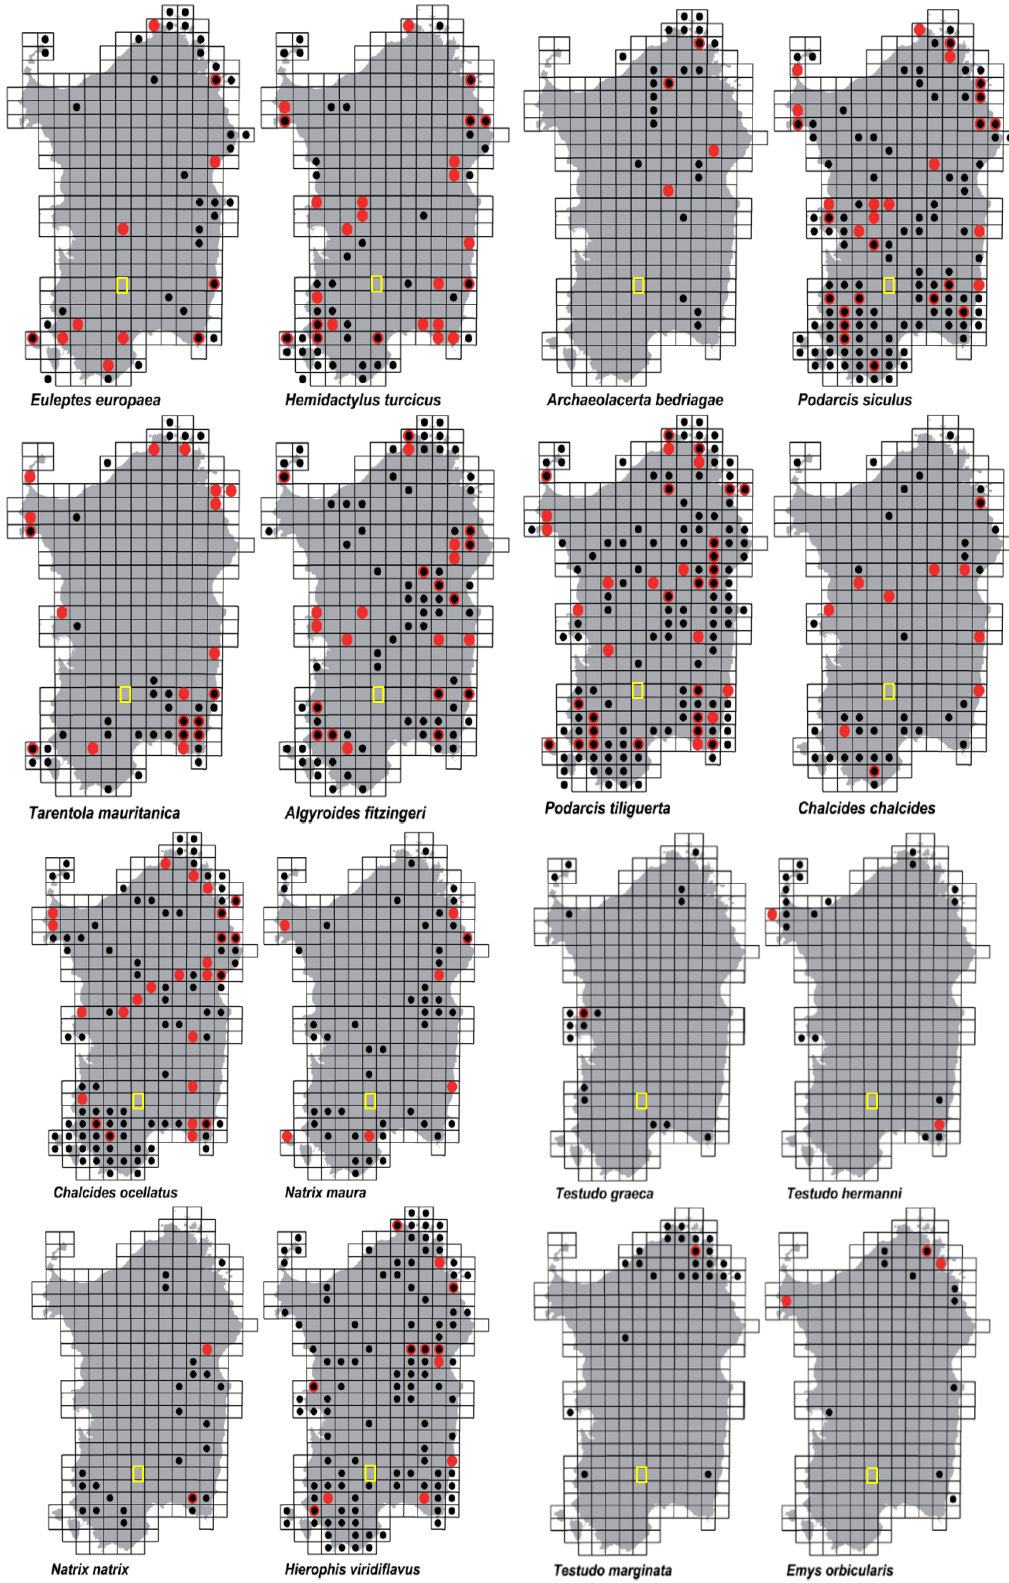 Euleptes europaea
Hemidactylus turcicus
Archaeolacerta bedriagae
Podarcis siculus
Tarentola mauritanica
Algyroides fitzingeri
Podarcis tiliguerta
Chalcides chalcides
Chalcides ocellatus
Natrix maura
Testudo graeca
Testudo hermanni
Natrix natrix
Hierophis viridiflavus
Testudo marginata
Emys orbicularis